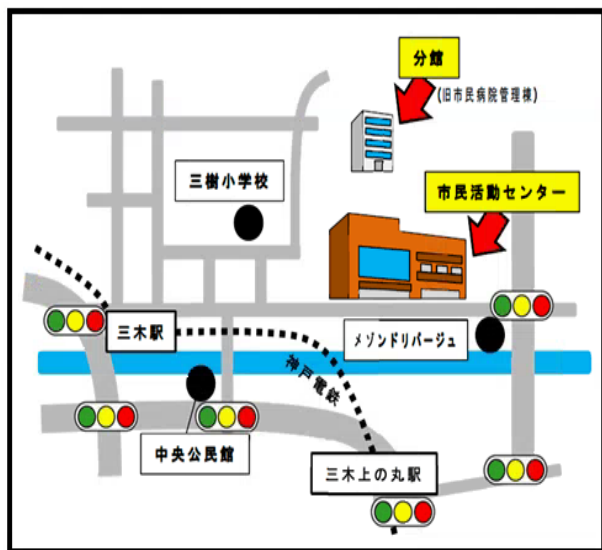 分館
(旧市民病院管理棟)
三樹小学校
市民活動センター
三木駅
メゾンドリバージュ
神戸電鉄
中央公民館
三木上の丸駅